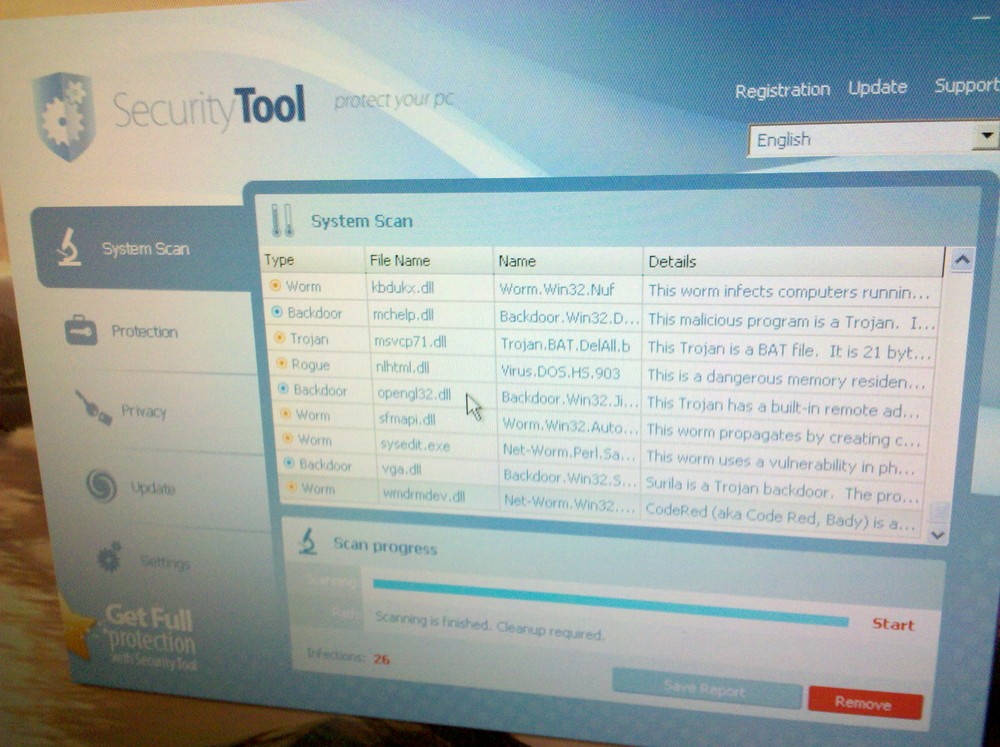 SecurityTool protect your pc
Registration Update Support
English
System Scan
Protection
Privacy
Update
Settings
Get Full
protection
with Security Tool
System Scan
Type File Name Name Details
Worm kbdukx.dll Worm.Win32.Nuf This worm infects computers runnin...
Backdoor mchelp.dll Backdoor.Win32.D... This malicious program is a Trojan. I...
Trojan msvcp71.dll Trojan.BAT.DelAll.b This Trojan is a BAT file. It is 21 byt...
Rogue nlhtml.dll Virus.DOS.HS.903 This is a dangerous memory residen...
Backdoor opengl32.dll Backdoor.Win32.Ji... This Trojan has a built-in remote ad...
Worm sfmapi.dll Worm.Win32.Auto... This worm propagates by creating c...
Worm sysedit.exe Net-Worm.Perl.Sa... This worm uses a vulnerability in ph...
Backdoor vga.dll Backdoor.Win32.S... Surila is a Trojan backdoor. The pro...
Worm wmdrmdev.dll Net-Worm.Win32.... CodeRed (aka Code Red, Bady) is a...
Scan progress
Scanning
Path: Scanning is finished. Cleanup required.
Start
Infections: 26
Save Report
Remove